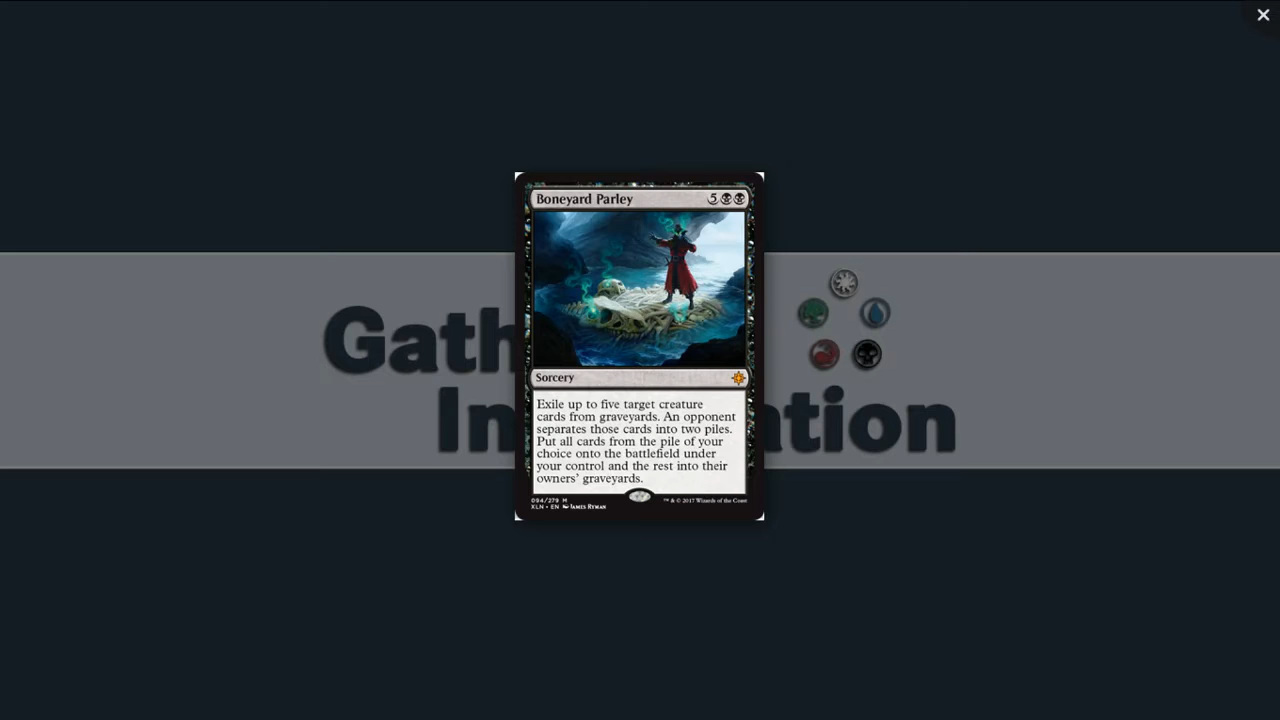 Boneyard Parley 5
Sorcery
Exile up to five target creature
cards from graveyards. An opponent
separates those cards into two piles.
Put all cards from the pile of your
choice onto the battlefield under
your control and the rest into their
owners' graveyards.
094/279 M
XLN • EN JAMES RYMAN
™ & © 2017 Wizards of the Coast
Gath
In ation